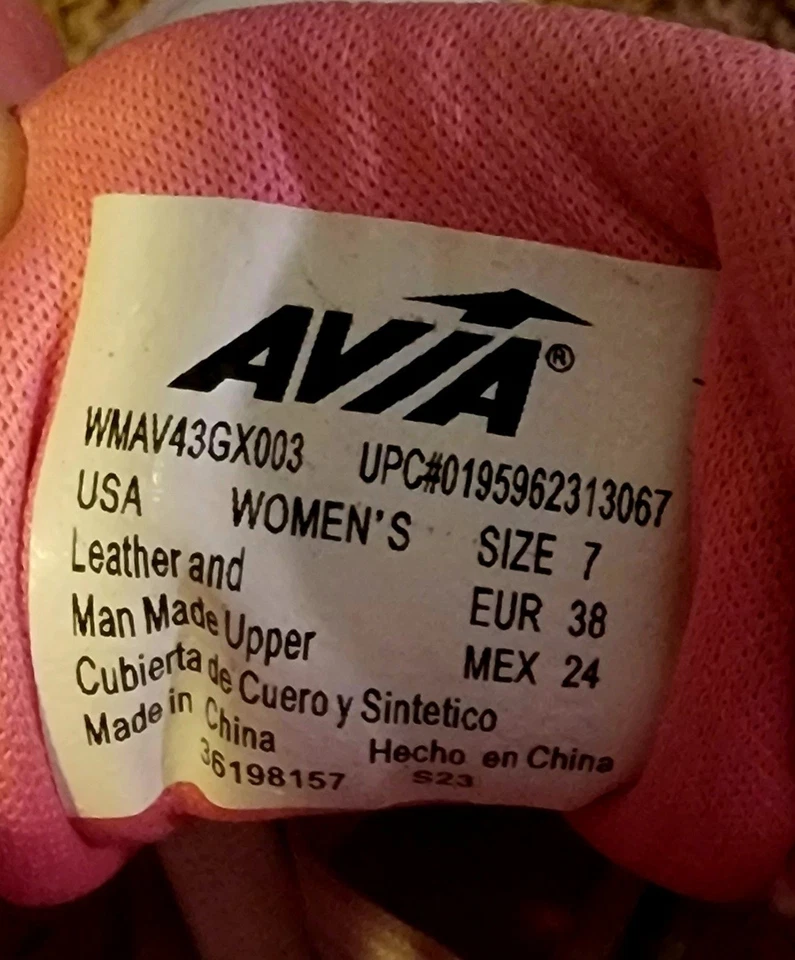 AVIA®
WMAV43GX003 UPC#0195962313067
USA WOMEN'S SIZE 7
Leather and EUR 38
Man Made Upper MEX 24
Cubierta de Cuero y Sintetico
Made in China Hecho en China
36198157 S23